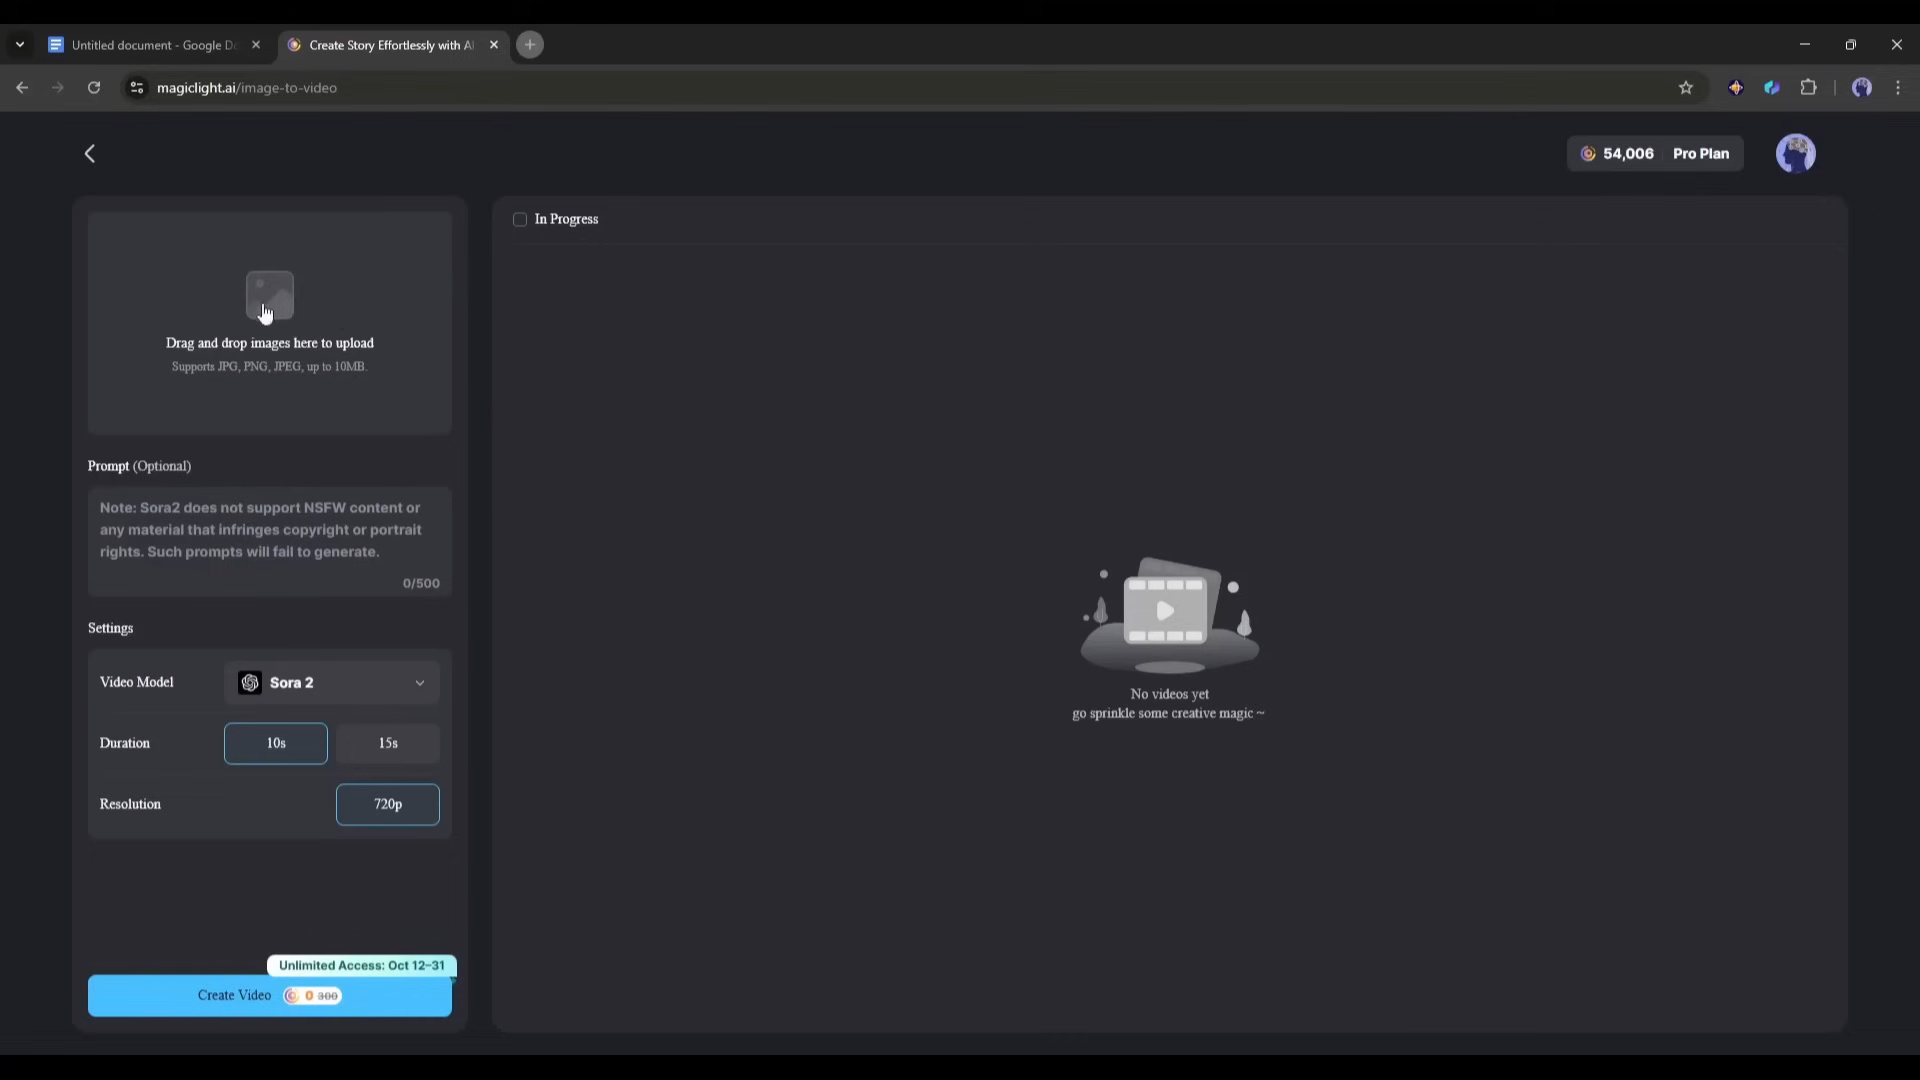 Untitled document - Google D
Create Story Effortlessly with A
magiclight.ai/image-to-video
54,006 Pro Plan
In Progress
Drag and drop images here to upload
Supports JPG, PNG, JPEG, up to 10MB.
Prompt (Optional)
Note: Sora2 does not support NSFW content or
any material that infringes copyright or portrait
rights. Such prompts will fail to generate.
0/500
Settings
Video Model
Sora 2
Duration
10s
15s
Resolution
720p
No videos yet
go sprinkle some creative magic ~
Unlimited Access: Oct 12–31
Create Video 0 300